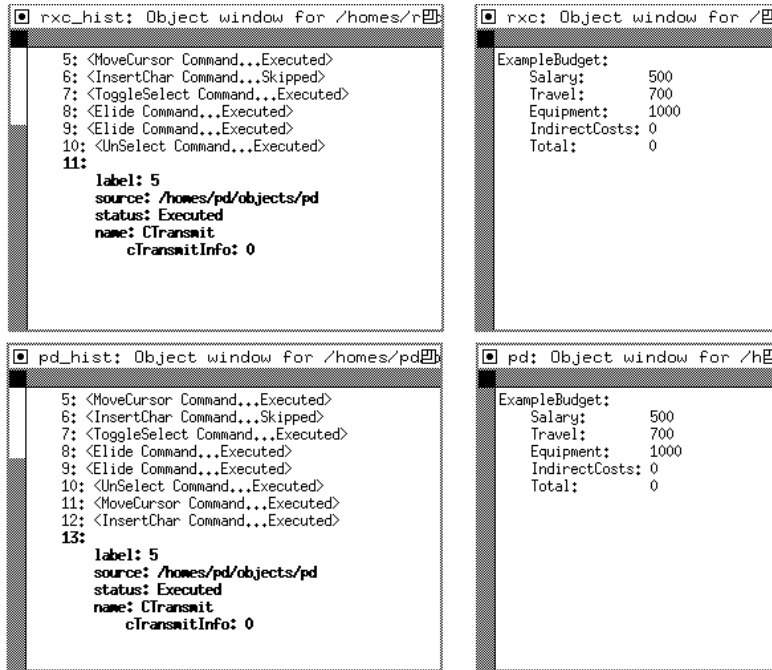 rxc_hist: Object window for /homes/r
5: <MoveCursor Command...Executed>
6: <InsertChar Command...Skipped>
7: <ToggleSelect Command...Executed>
8: <Elide Command...Executed>
9: <Elide Command...Executed>
10: <UnSelect Command...Executed>
11:
label: 5
source: /homes/pd/objects/pd
status: Executed
name: CTransmit
cTransmitInfo: 0
rxc: Object window for /
ExampleBudget:
Salary: 500
Travel: 700
Equipment: 1000
IndirectCosts: 0
Total: 0
pd_hist: Object window for /homes/pd
5: <MoveCursor Command...Executed>
6: <InsertChar Command...Skipped>
7: <ToggleSelect Command...Executed>
8: <Elide Command...Executed>
9: <Elide Command...Executed>
10: <UnSelect Command...Executed>
11: <MoveCursor Command...Executed>
12: <InsertChar Command...Executed>
13:
label: 5
source: /homes/pd/objects/pd
status: Executed
name: CTransmit
cTransmitInfo: 0
pd: Object window for /h
ExampleBudget:
Salary: 500
Travel: 700
Equipment: 1000
IndirectCosts: 0
Total: 0